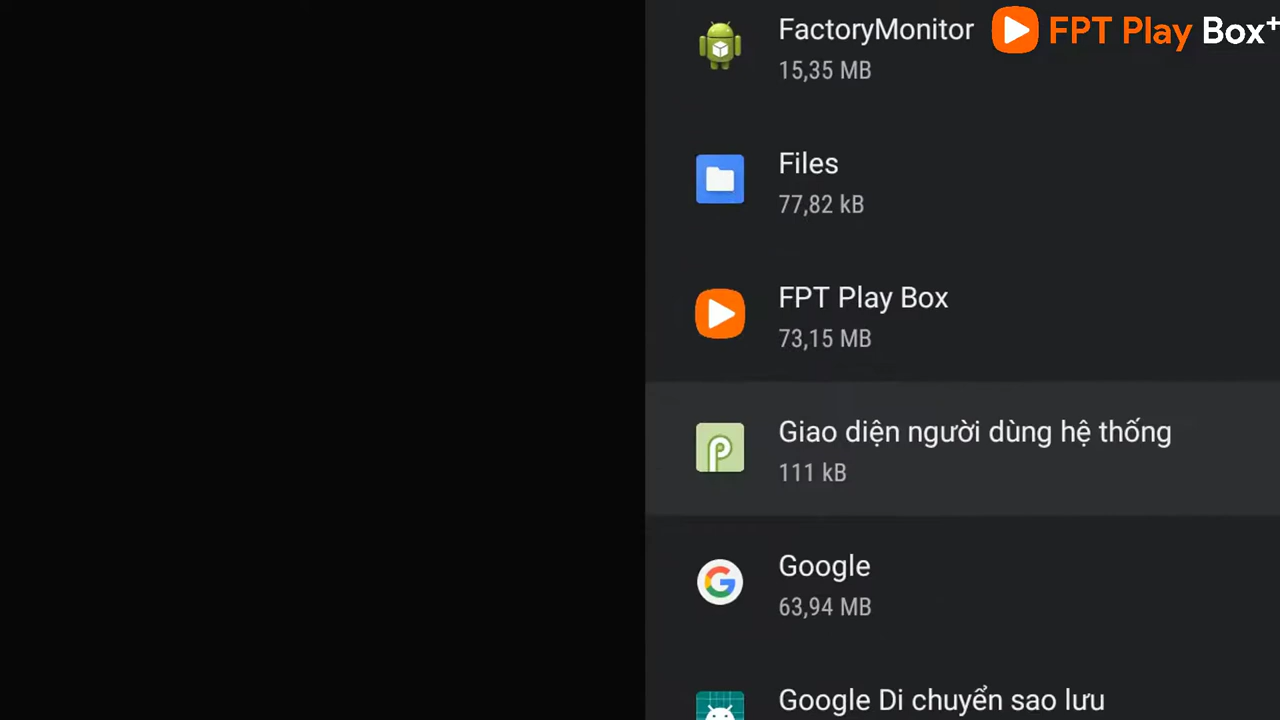 FactoryMonitor
15,35 MB
FPT Play Box+
Files
77,82 kB
FPT Play Box
73,15 MB
Giao diện người dùng hệ thống
111 kB
Google
63,94 MB
Google Di chuyển sao lưu